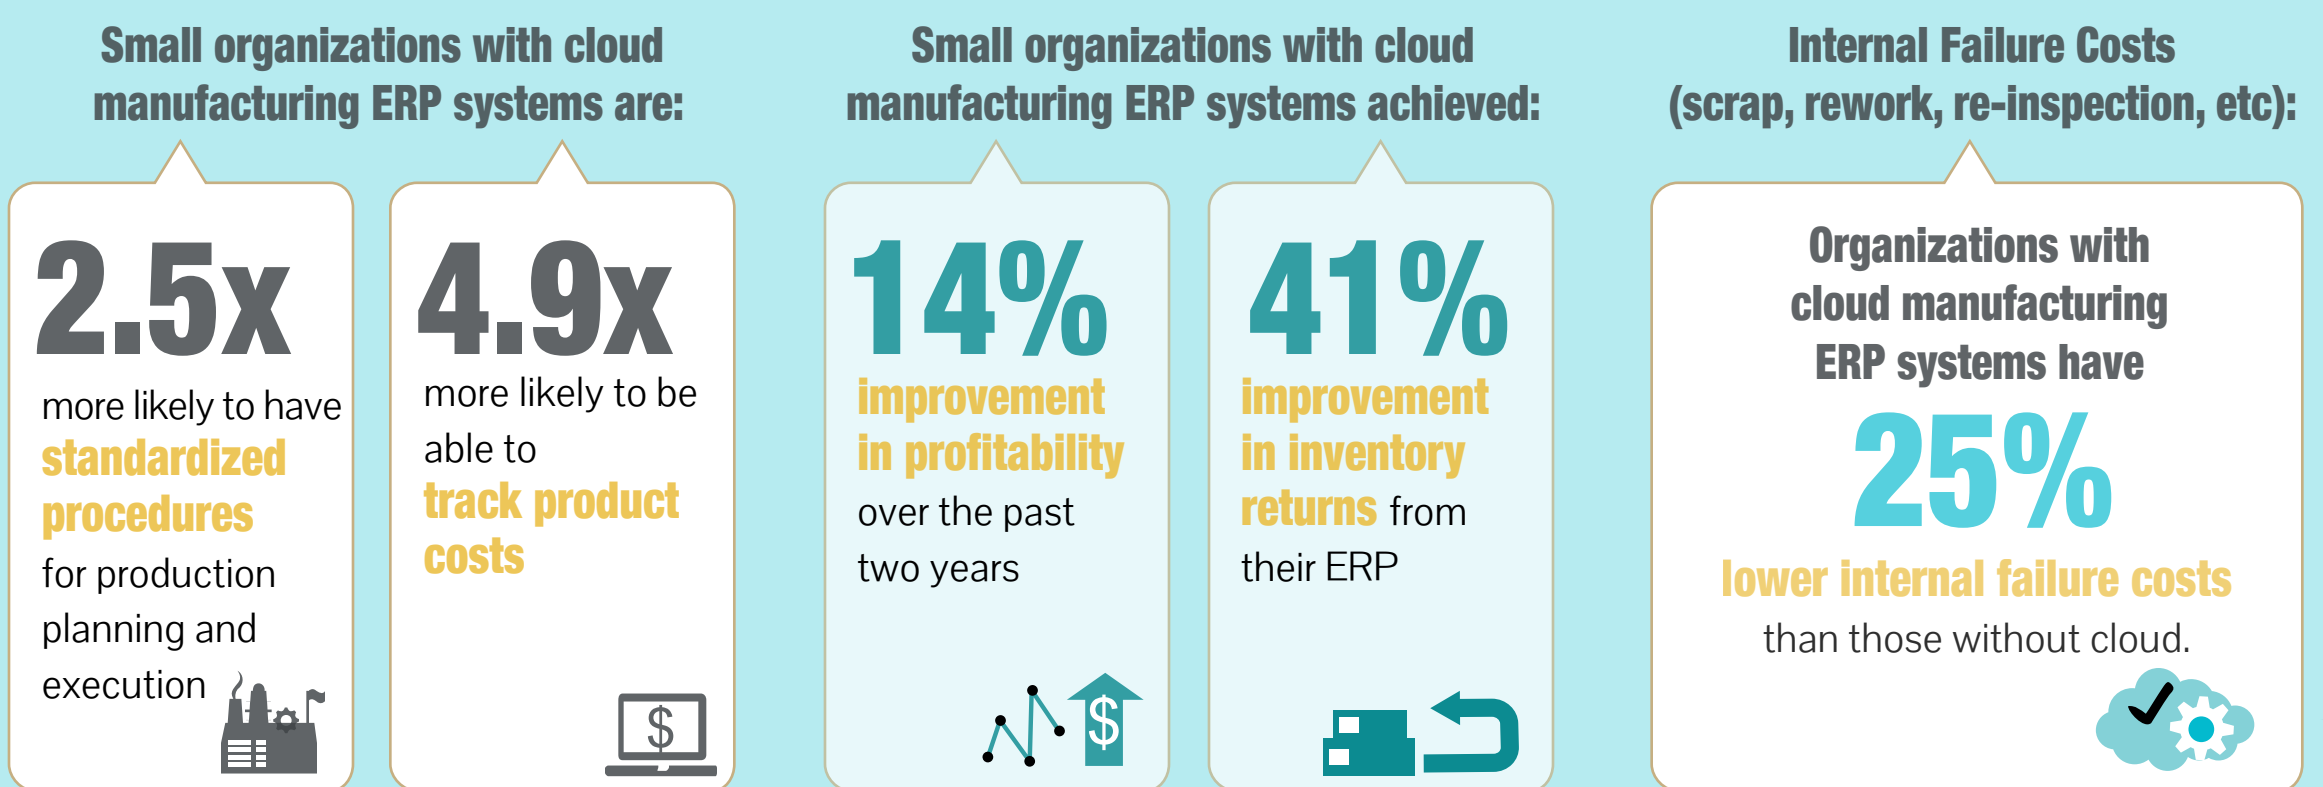 Small organizations with cloud
manufacturing ERP systems are:
2.5x
more likely to have
standardized
procedures
for production
planning and
execution
4.9x
more likely to be
able to
track product
costs
$
Small organizations with cloud
manufacturing ERP systems achieved:
14%
improvement
in profitability
over the past
two years
$
41%
improvement
in inventory
returns from
their ERP
Internal Failure Costs
(scrap, rework, re-inspection, etc):
Organizations with
cloud manufacturing
ERP systems have
25%
lower internal failure costs
than those without cloud.